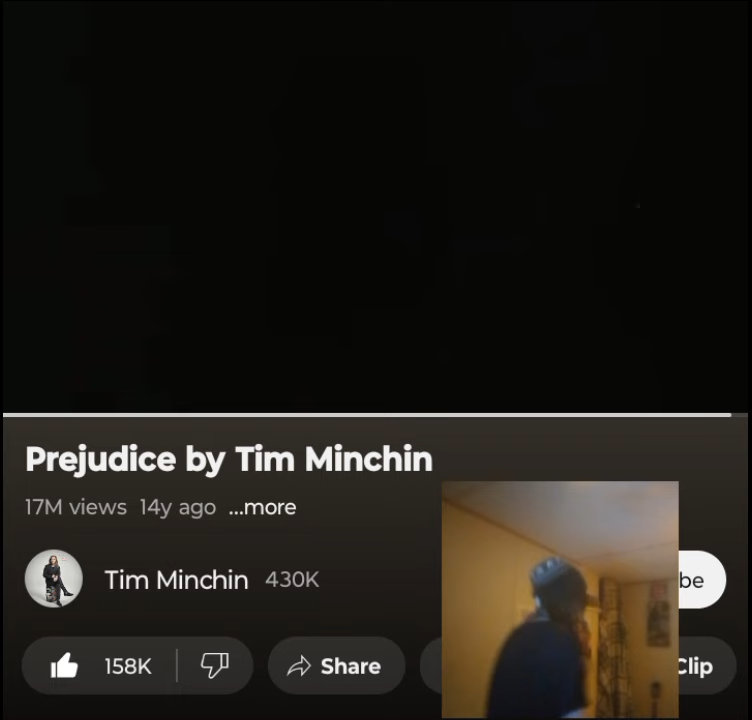 Prejudice by Tim Minchin
17M views 14y ago ...more
Tim Minchin 430K
be
158K Share Clip